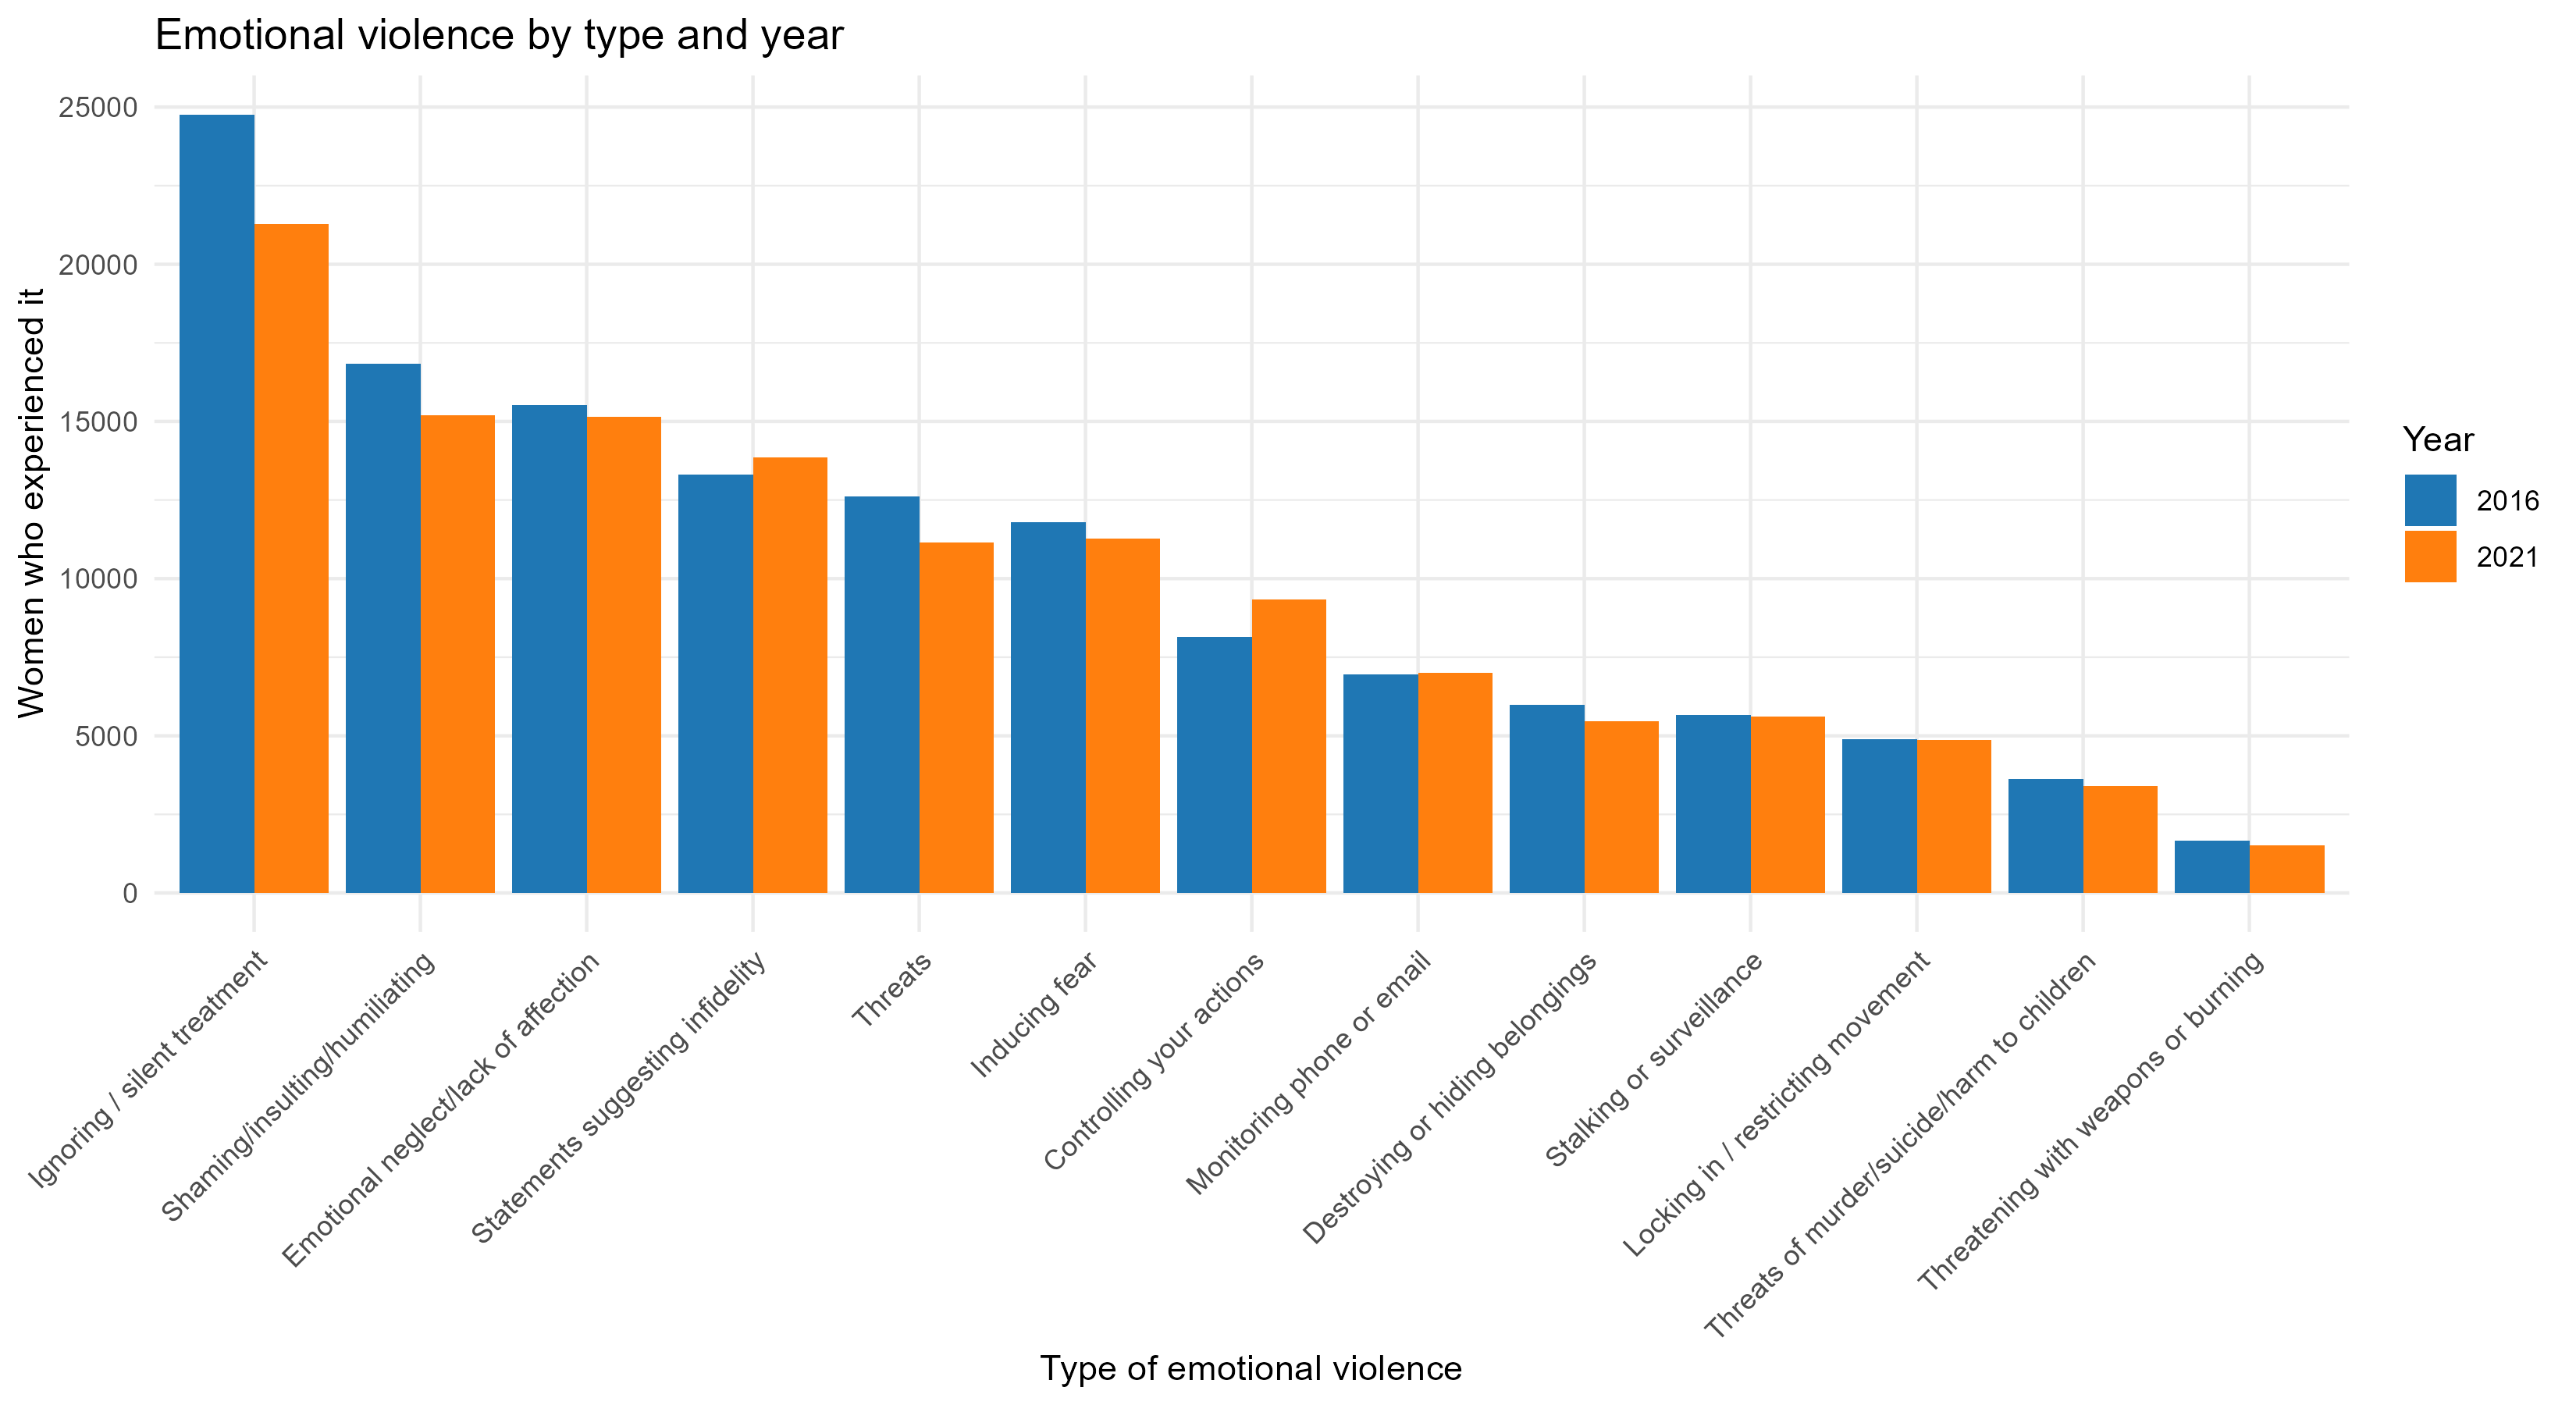 Emotional violence by type and year
Women who experienced it
25000
20000
15000
10000
5000
0
Ignoring / silent treatment
Shaming/insulting/humiliating
Emotional neglect/lack of affection
Statements suggesting infidelity
Threats
Inducing fear
Controlling your actions
Monitoring phone or email
Destroying or hiding belongings
Stalking or surveillance
Locking in / restricting movement
Threats of murder/suicide/harm to children
Threatening with weapons or burning
Type of emotional violence
Year
2016
2021